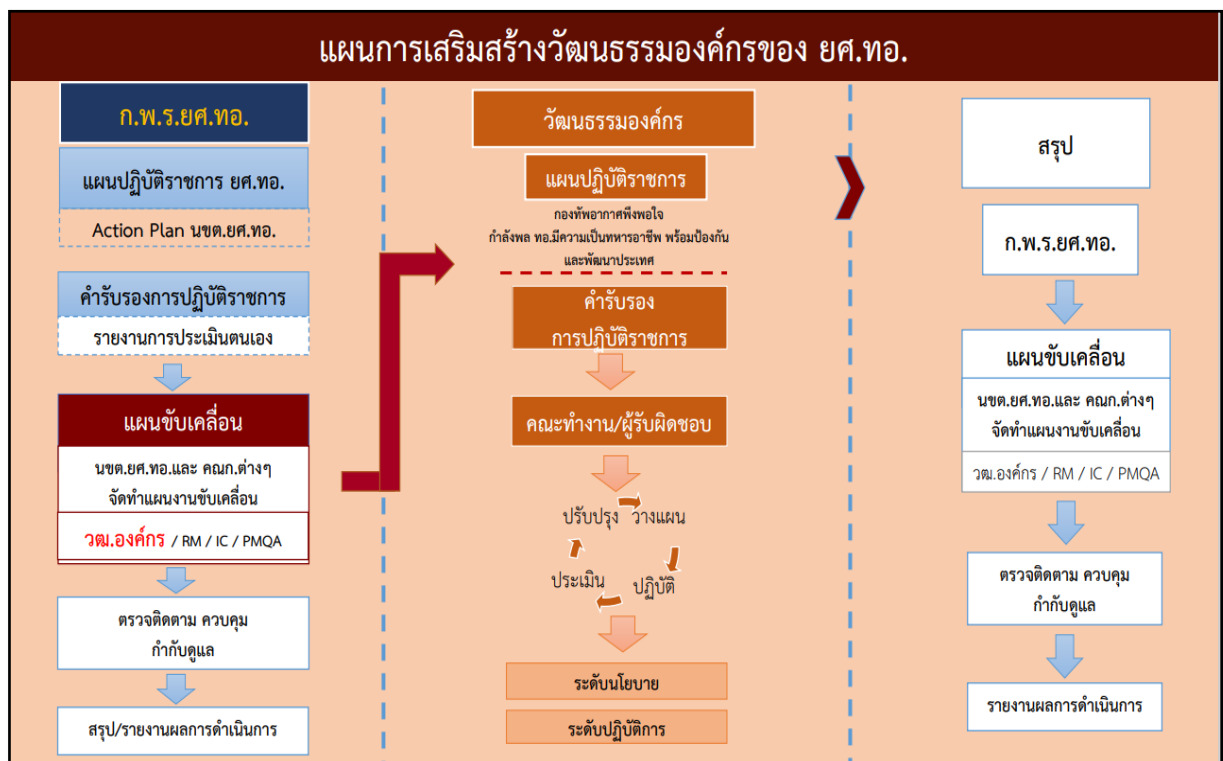 แผนการเสริมสร้างวัฒนธรรมองค์กรของ ยศ.ทอ.
ก.พ.ร.ยศ.ทอ.
แผนปฏิบัติราชการ ยศ.ทอ.
Action Plan นขต.ยศ.ทอ.
คำรับรองการปฏิบัติราชการ
รายงานการประเมินตนเอง
แผนขับเคลื่อน
นขต.ยศ.ทอ.และ คณก.ต่างๆ
จัดทำแผนงานขับเคลื่อน
วฒ.องค์กร / RM / IC / PMQA
ตรวจติดตาม ควบคุม
กำกับดูแล
สรุป/รายงานผลการดำเนินการ
วัฒนธรรมองค์กร
แผนปฏิบัติราชการ
กองทัพอากาศพึงพอใจ
กำลังพล ทอ.มีความเป็นทหารอาชีพ พร้อมป้องกัน
และพัฒนาประเทศ
คำรับรอง
การปฏิบัติราชการ
คณะทำงาน/ผู้รับผิดชอบ
ปรับปรุง วางแผน
ประเมิน ปฏิบัติ
ระดับนโยบาย
ระดับปฏิบัติการ
สรุป
ก.พ.ร.ยศ.ทอ.
แผนขับเคลื่อน
นขต.ยศ.ทอ.และ คณก.ต่างๆ
จัดทำแผนงานขับเคลื่อน
วฒ.องค์กร / RM / IC / PMQA
ตรวจติดตาม ควบคุม
กำกับดูแล
รายงานผลการดำเนินการ